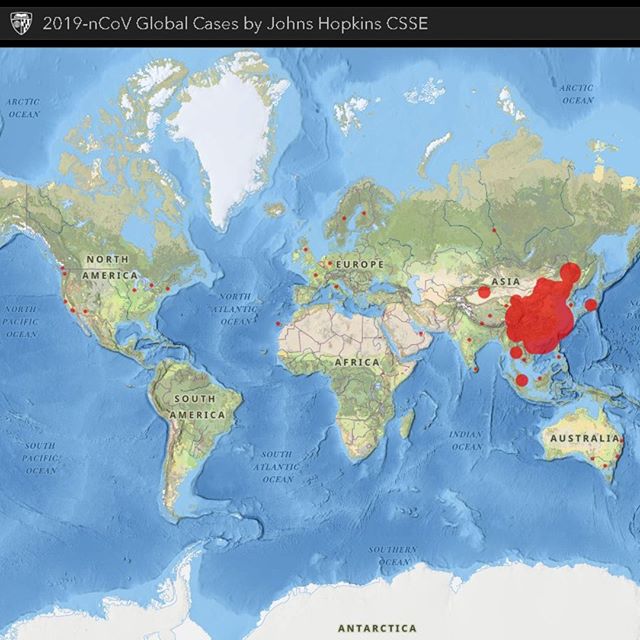 2019-nCoV Global Cases by Johns Hopkins CSSE
ARCTIC
OCEAN
ARCTIC
OCEAN
NORTH
AMERICA
EUROPE
ASIA
NORTH
PACIFIC
OCEAN
NORTH
ATLANTIC
OCEAN
AFRICA
SOUTH
AMERICA
INDIAN
OCEAN
AUSTRALIA
SOUTH
PACIFIC
OCEAN
SOUTH
ATLANTIC
OCEAN
SOUTHERN
OCEAN
ANTARCTICA